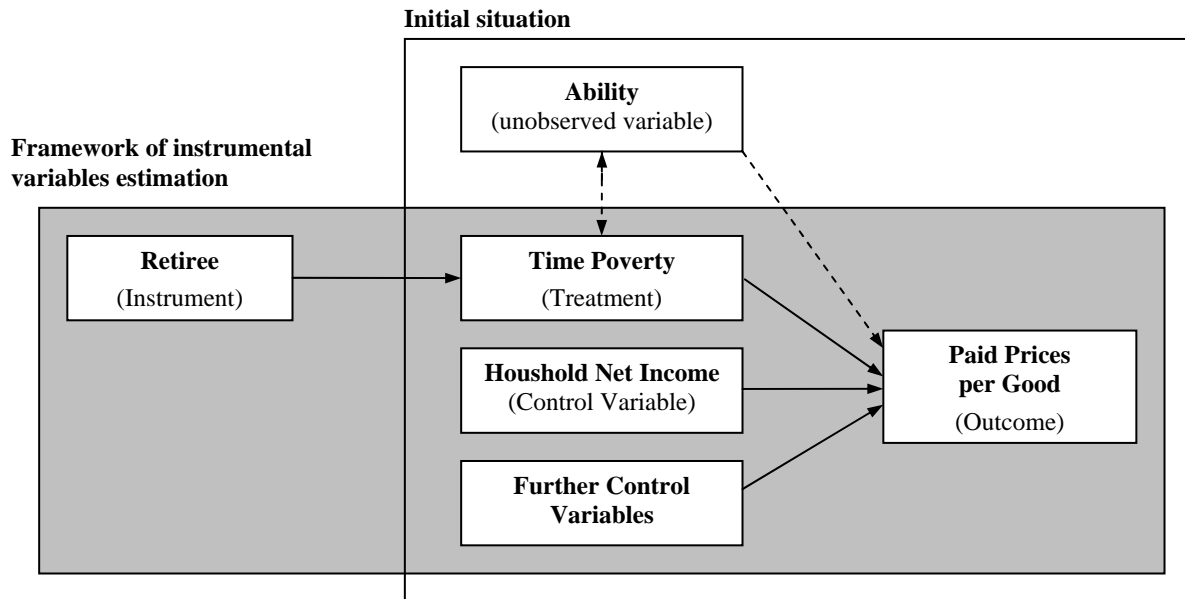 Initial situation
Ability
(unobserved variable)
Framework of instrumental
variables estimation
Retiree
(Instrument)
Time Poverty
(Treatment)
Houshold Net Income
(Control Variable)
Paid Prices
per Good
(Outcome)
Further Control
Variables